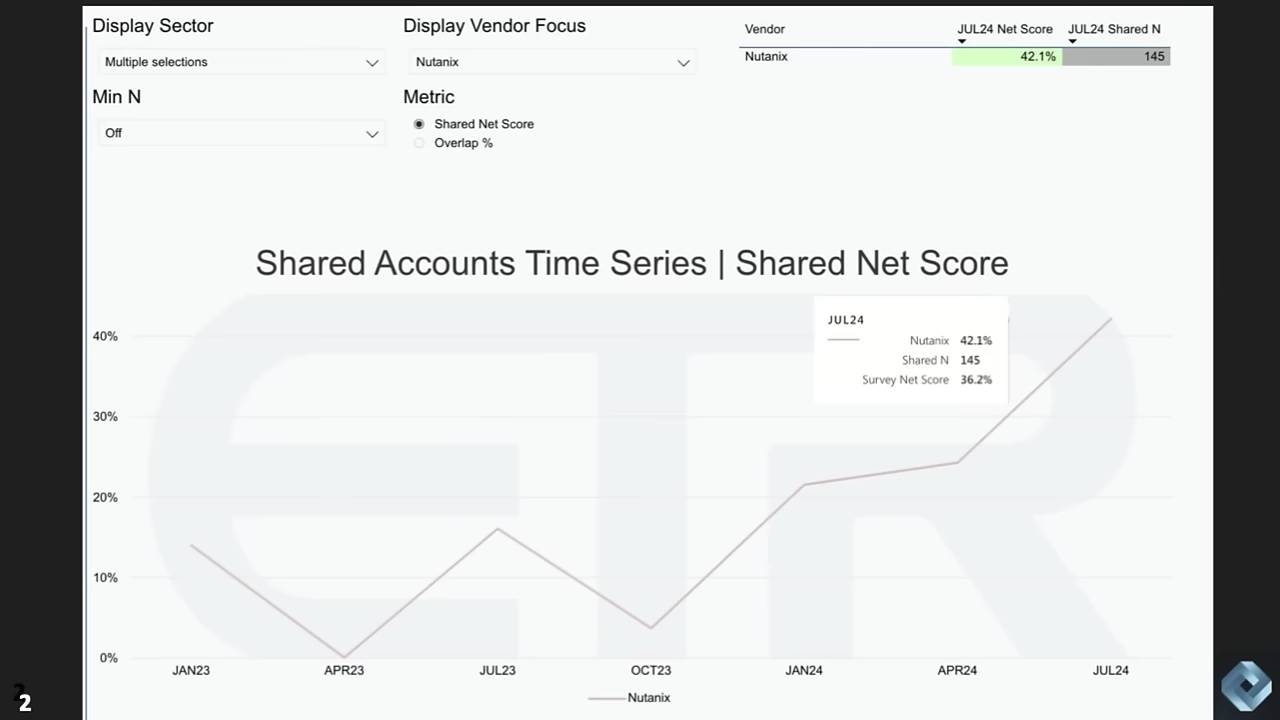 Display Sector
Multiple selections
Min N
Off
Display Vendor Focus
Nutanix
Metric
Shared Net Score
Overlap %
Vendor JUL24 Net Score JUL24 Shared N
Nutanix 42.1% 145
Shared Accounts Time Series | Shared Net Score
ETR
JUL24
Nutanix 42.1%
Shared N 145
Survey Net Score 36.2%
40%
30%
20%
10%
0%
JAN23 APR23 JUL23 OCT23 JAN24 APR24 JUL24
Nutanix
2
2